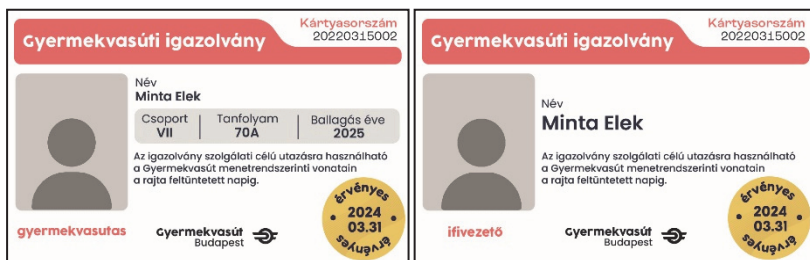 Gyermekvasúti igazolvány
Kártyasorszám
20220315002
Név
Minta Elek
Csoport Tanfolyam Ballagás éve
VII 70A 2025
Az igazolvány szolgálati célú utazásra használható
a Gyermekvasút menetrendszerinti vonatain
a rajta feltüntetett napig.
gyermekvasutas
Gyermekvasút
Budapest
érvényes
2024
03.31
érvényes
Gyermekvasúti igazolvány
Kártyasorszám
20220315002
Név
Minta Elek
Az igazolvány szolgálati célú utazásra használható
a Gyermekvasút menetrendszerinti vonatain
a rajta feltüntetett napig.
ifivezető
Gyermekvasút
Budapest
érvényes
2024
03.31
érvényes